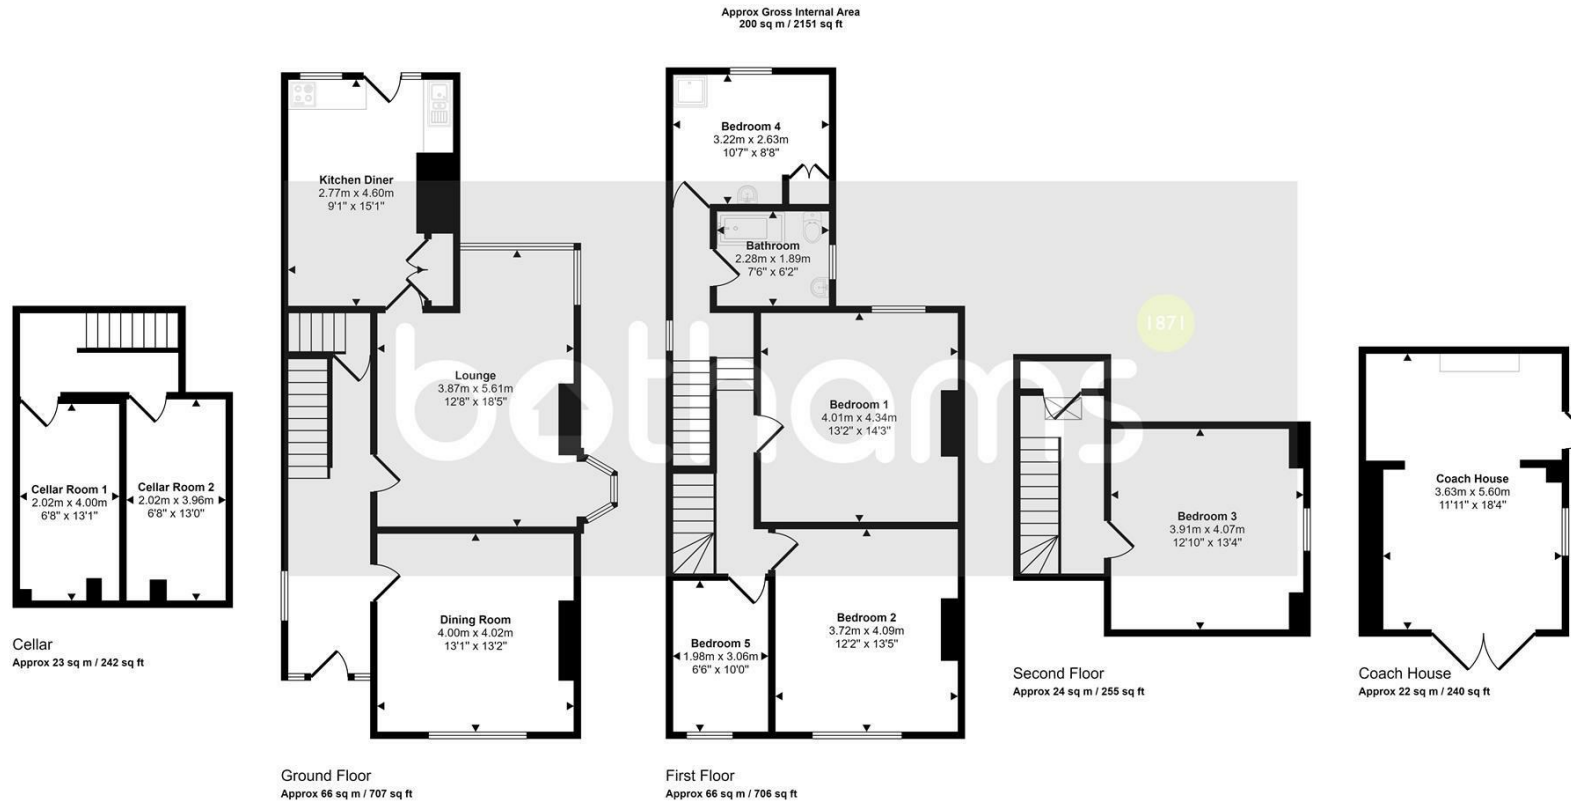 Approx Gross Internal Area
200 sq m / 2151 sq ft
Kitchen Diner
2.77m x 4.60m
9'1" x 15'1"
Lounge
3.87m x 5.61m
12'8" x 18'5"
Dining Room
4.00m x 4.02m
13'1" x 13'2"
Ground Floor
Approx 66 sq m / 707 sq ft
Cellar Room 1
2.02m x 4.00m
6'8" x 13'1"
Cellar Room 2
2.02m x 3.96m
6'8" x 13'0"
Cellar
Approx 23 sq m / 242 sq ft
Bedroom 4
3.22m x 2.63m
10'7" x 8'8"
Bathroom
2.28m x 1.89m
7'6" x 6'2"
Bedroom 1
4.01m x 4.34m
13'2" x 14'3"
Bedroom 2
3.72m x 4.09m
12'2" x 13'5"
Bedroom 5
1.98m x 3.06m
6'6" x 10'0"
First Floor
Approx 66 sq m / 706 sq ft
Bedroom 3
3.91m x 4.07m
12'10" x 13'4"
Second Floor
Approx 24 sq m / 255 sq ft
Coach House
3.63m x 5.60m
11'11" x 18'4"
Coach House
Approx 22 sq m / 240 sq ft
bothams
1871